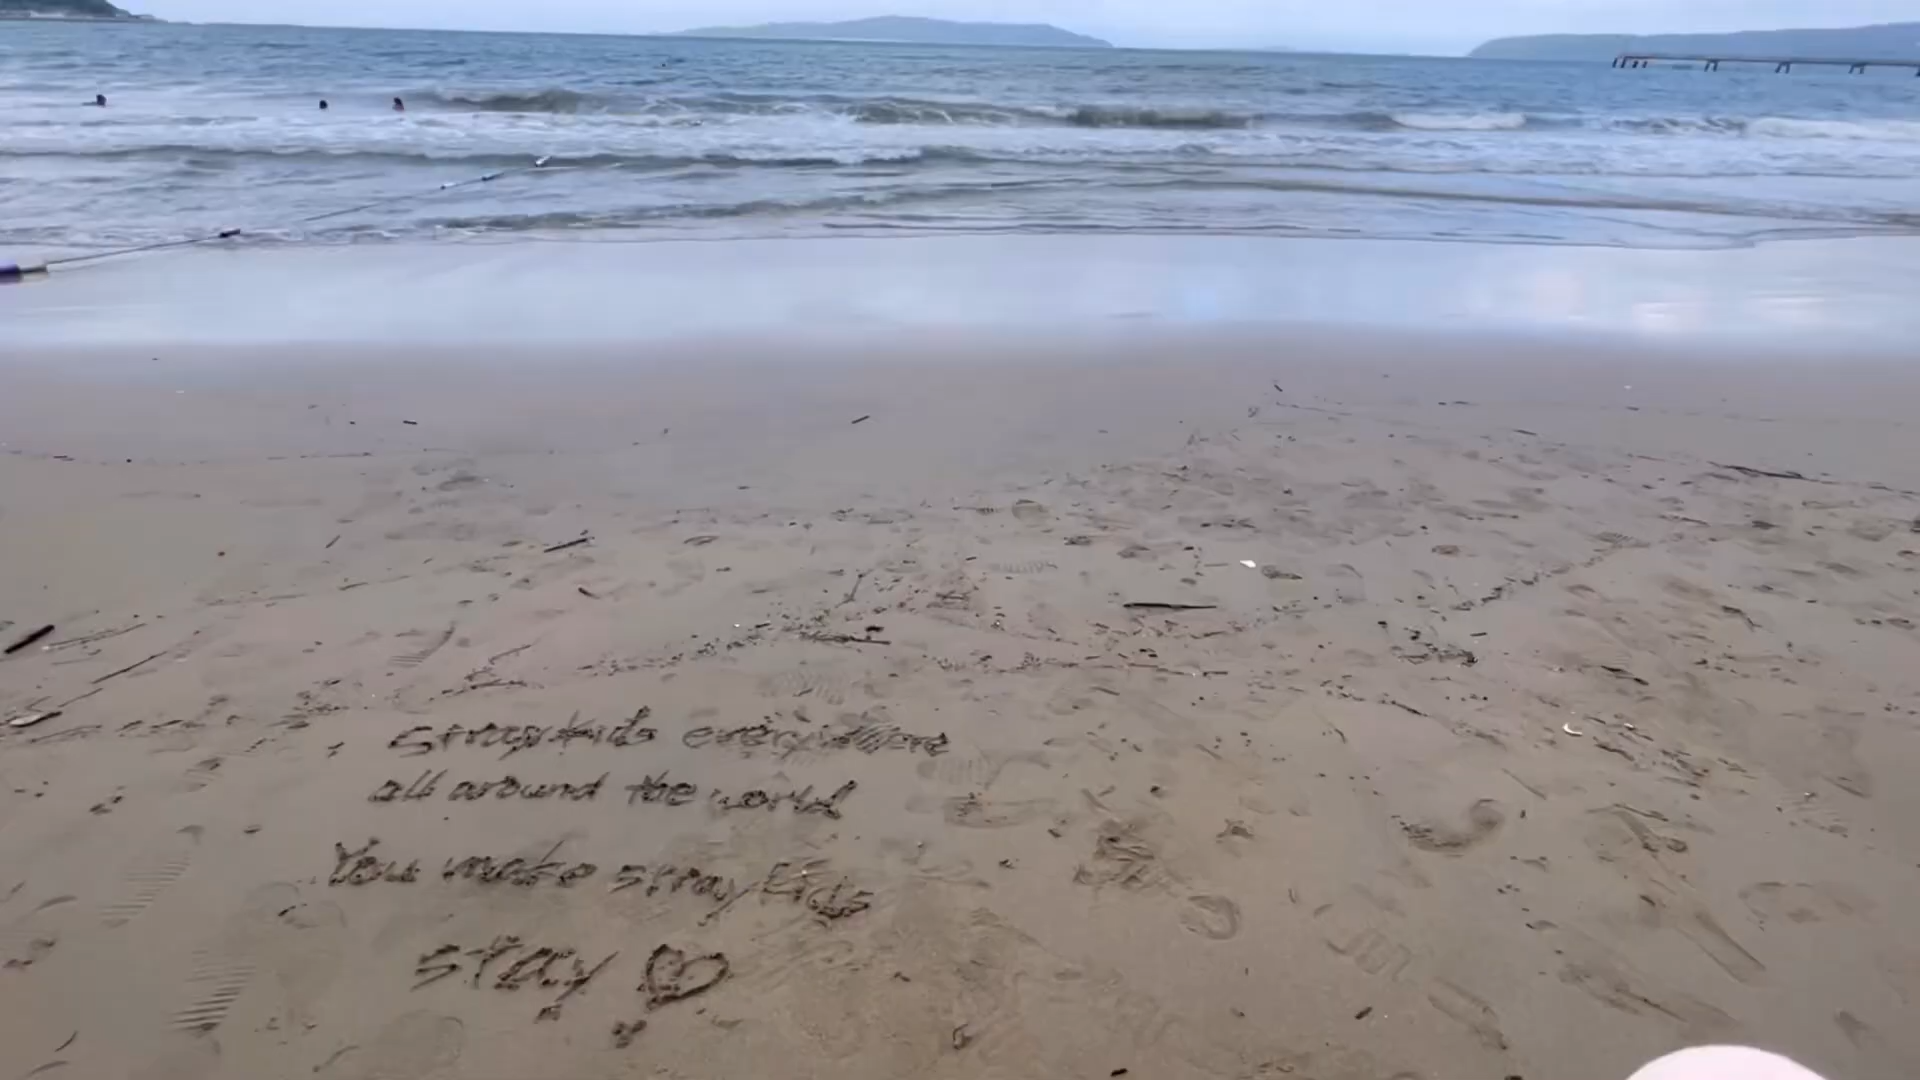 stray kids everywhere
all around the world
You make stray kids
stay